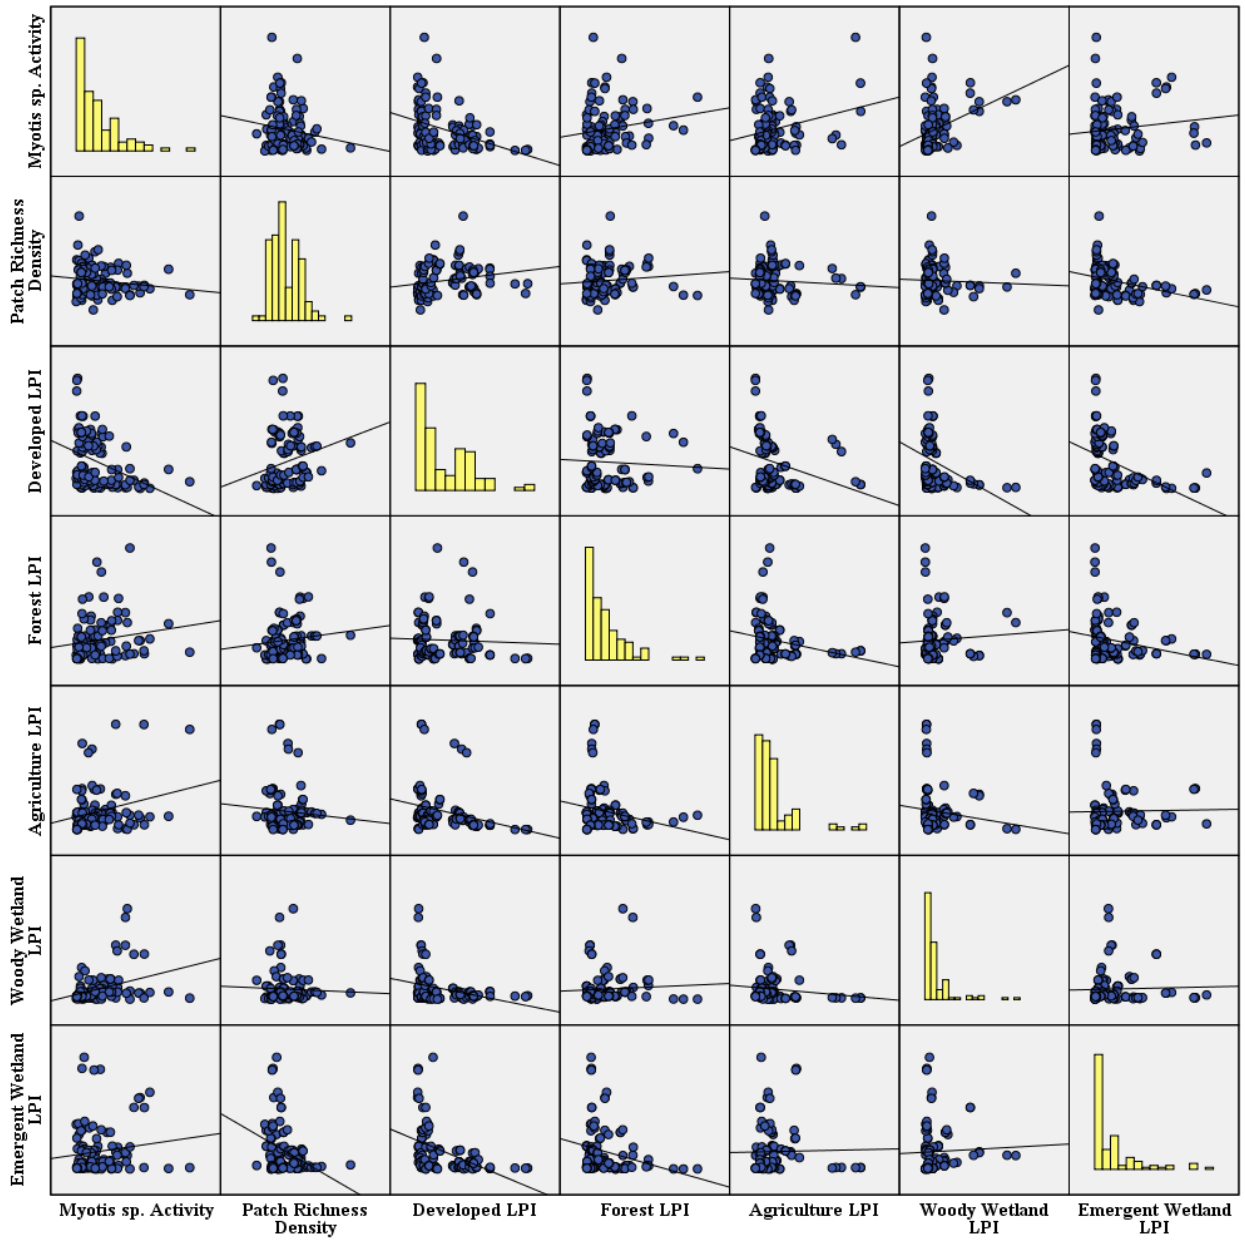 Myotis sp. Activity
Patch Richness
Density
Developed LPI
Forest LPI
Agriculture LPI
Woody Wetland
LPI
Emergent Wetland
LPI
Myotis sp. Activity
Patch Richness
Density
Developed LPI
Forest LPI
Agriculture LPI
Woody Wetland
LPI
Emergent Wetland
LPI